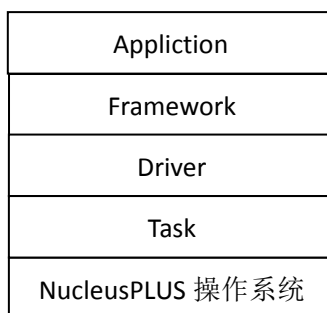 Appliction
Framework
Driver
Task
NucleusPLUS 操作系统